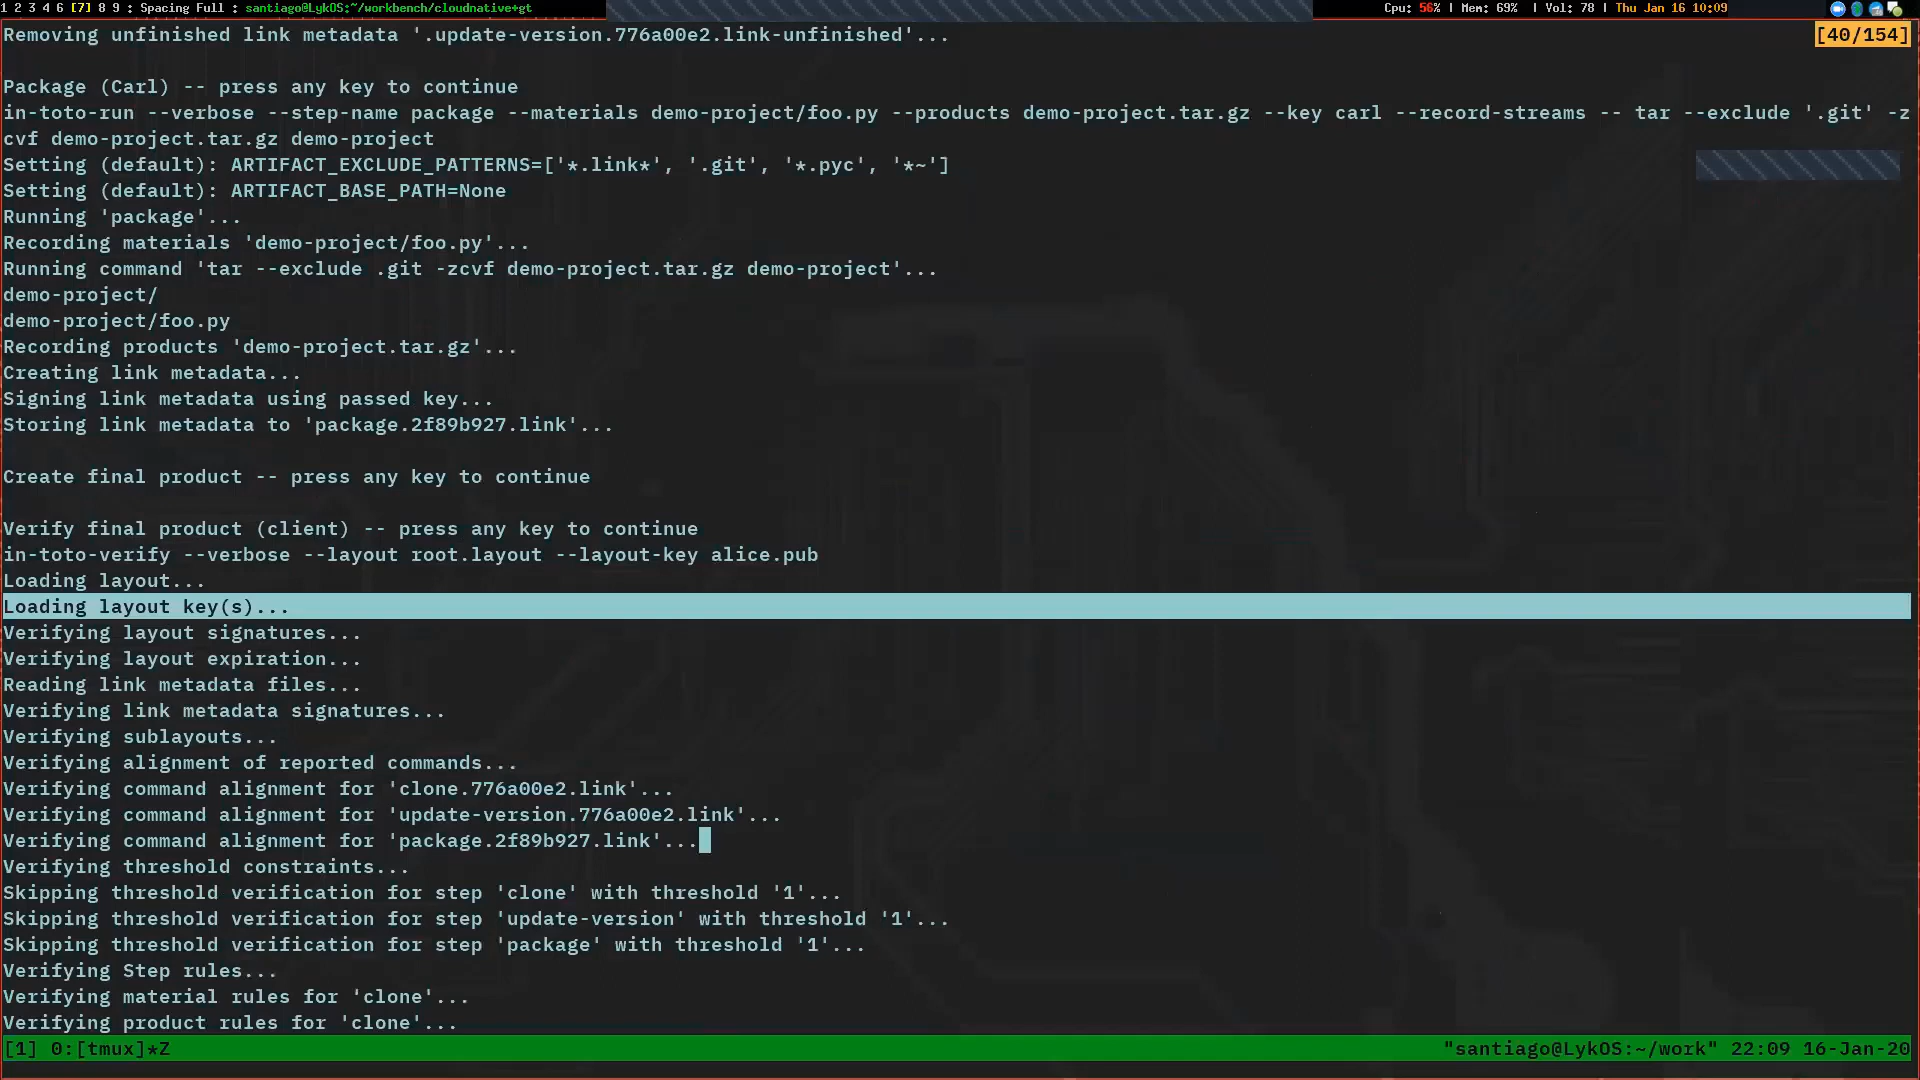 1 2 3 4 6 [7] 8 9 : Spacing Full : santiago@LykOS:~/workbench/cloudnative+gt
Cpu: 56% | Mem: 69% | Vol: 78 | Thu Jan 16 10:09
Removing unfinished link metadata '.update-version.776a00e2.link-unfinished'...
[40/154]
Package (Carl) -- press any key to continue
in-toto-run --verbose --step-name package --materials demo-project/foo.py --products demo-project.tar.gz --key carl --record-streams -- tar --exclude '.git' -z
cvf demo-project.tar.gz demo-project
Setting (default): ARTIFACT_EXCLUDE_PATTERNS=['*.link*', '.git', '*.pyc', '*~']
Setting (default): ARTIFACT_BASE_PATH=None
Running 'package'...
Recording materials 'demo-project/foo.py'...
Running command 'tar --exclude .git -zcvf demo-project.tar.gz demo-project'...
demo-project/
demo-project/foo.py
Recording products 'demo-project.tar.gz'...
Creating link metadata...
Signing link metadata using passed key...
Storing link metadata to 'package.2f89b927.link'...
Create final product -- press any key to continue
Verify final product (client) -- press any key to continue
in-toto-verify --verbose --layout root.layout --layout-key alice.pub
Loading layout...
Loading layout key(s)...
Verifying layout signatures...
Verifying layout expiration...
Reading link metadata files...
Verifying link metadata signatures...
Verifying sublayouts...
Verifying alignment of reported commands...
Verifying command alignment for 'clone.776a00e2.link'...
Verifying command alignment for 'update-version.776a00e2.link'...
Verifying command alignment for 'package.2f89b927.link'...
Verifying threshold constraints...
Skipping threshold verification for step 'clone' with threshold '1'...
Skipping threshold verification for step 'update-version' with threshold '1'...
Skipping threshold verification for step 'package' with threshold '1'...
Verifying Step rules...
Verifying material rules for 'clone'...
Verifying product rules for 'clone'...
[1] 0:[tmux]*Z
"santiago@LykOS:~/work" 22:09 16-Jan-20